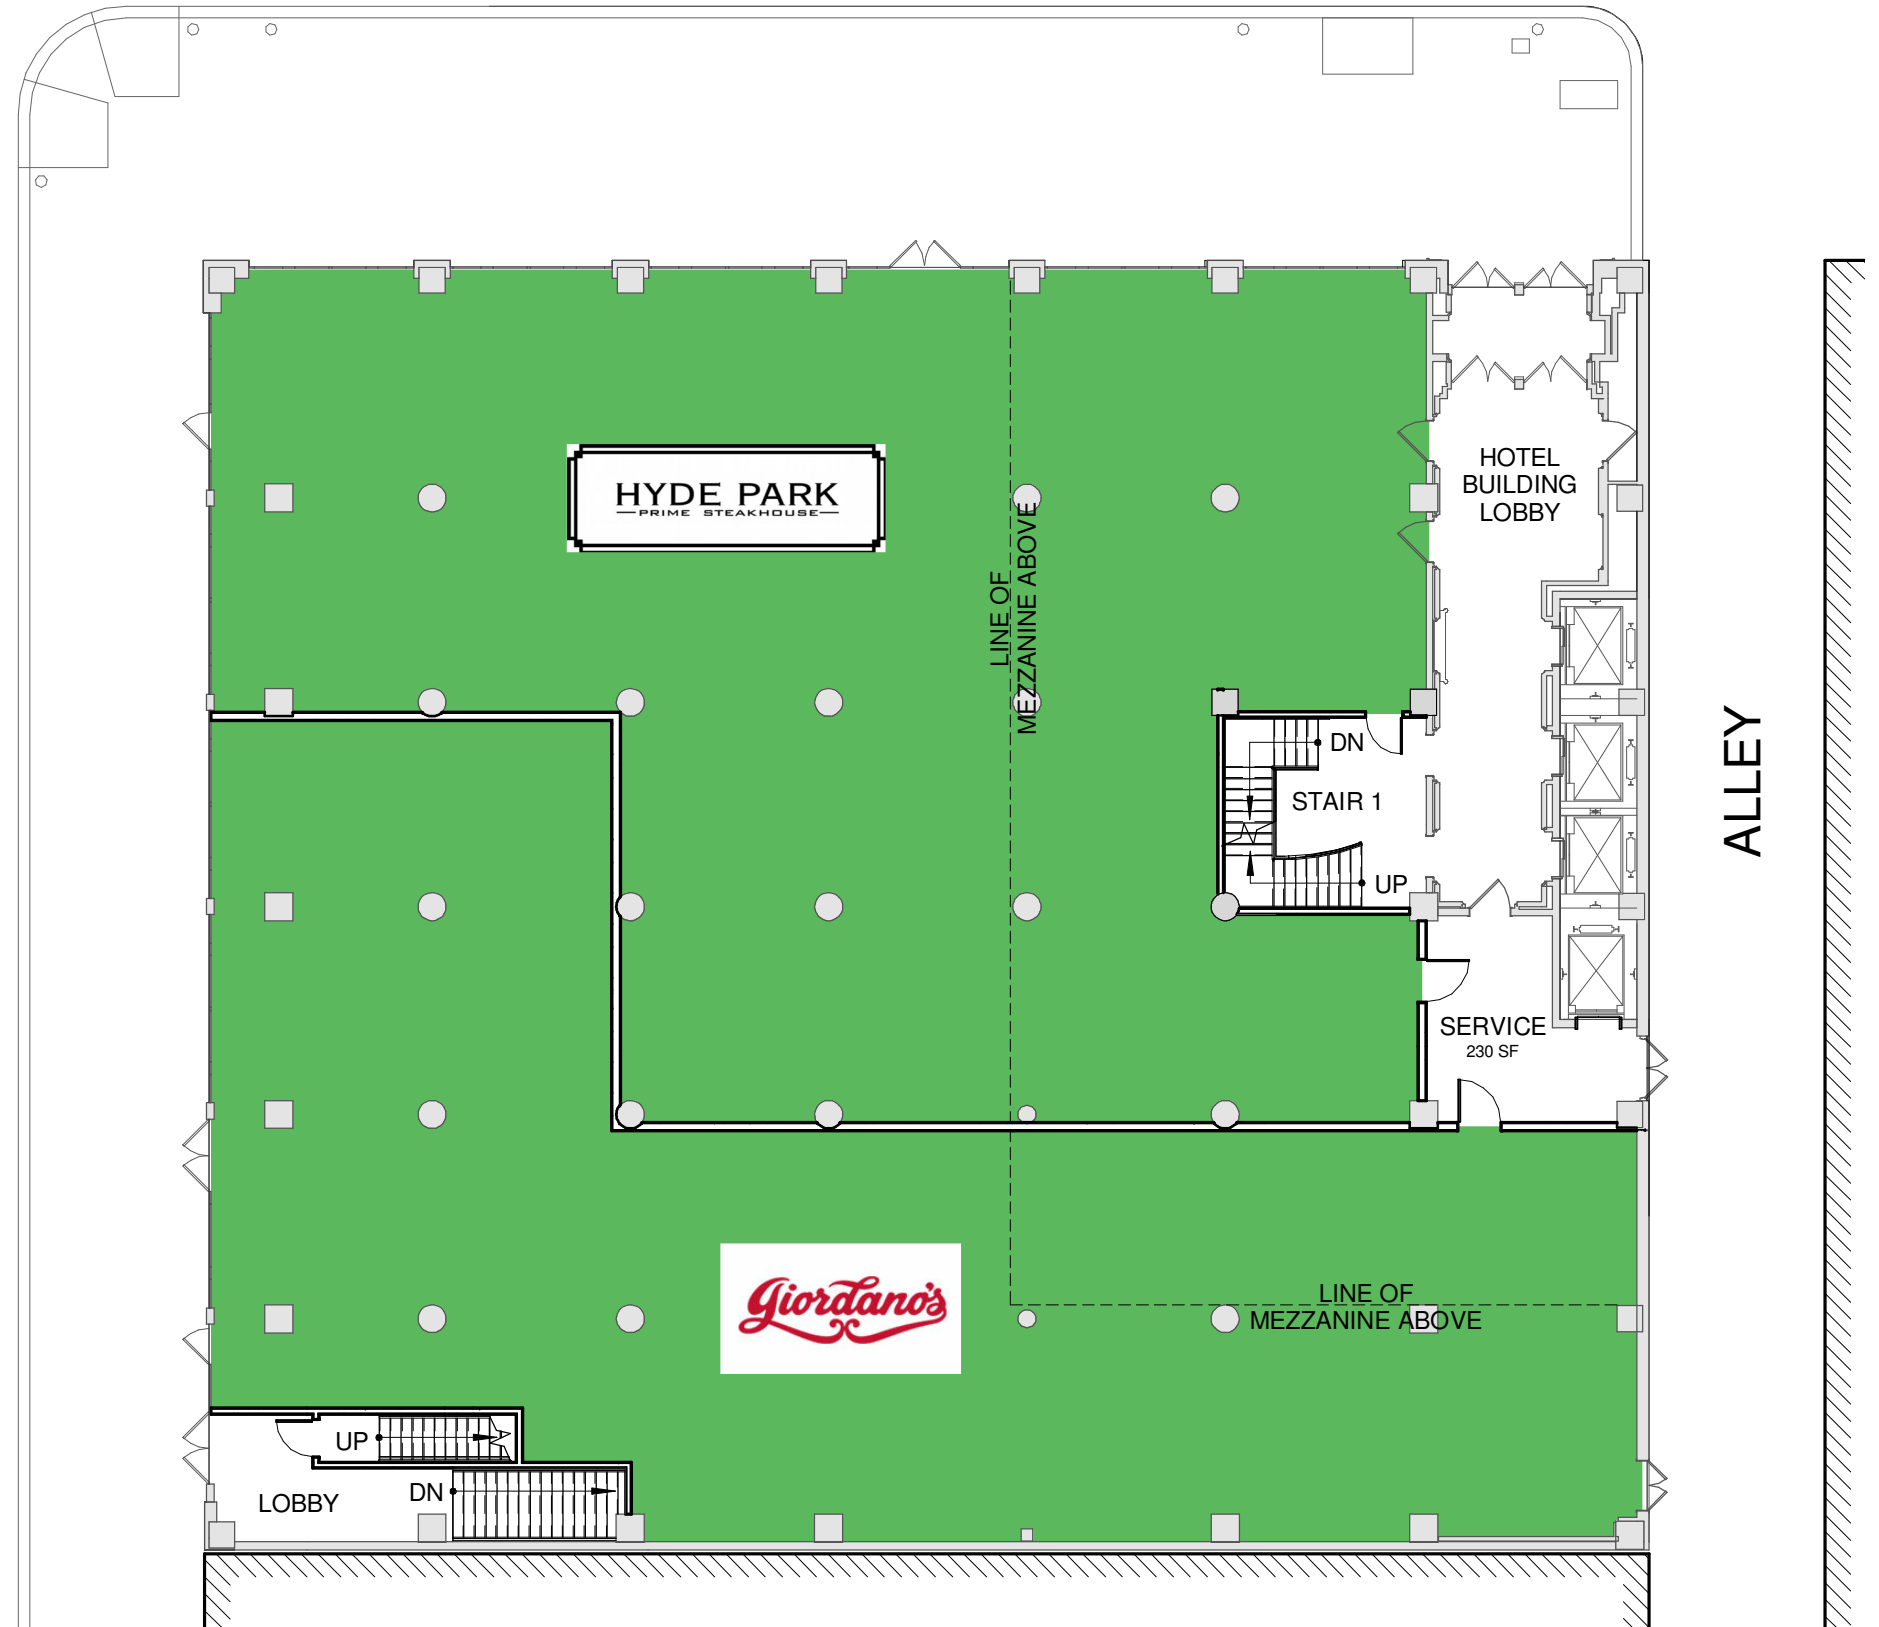 HOTEL
BUILDING
LOBBY
HYDE PARK
PRIME STEAKHOUSE
LINE OF
MEZZANINE ABOVE
DN
STAIR 1
UP
ALLEY
SERVICE
230 SF
Giordano's
LINE OF
MEZZANINE ABOVE
UP
DN
LOBBY